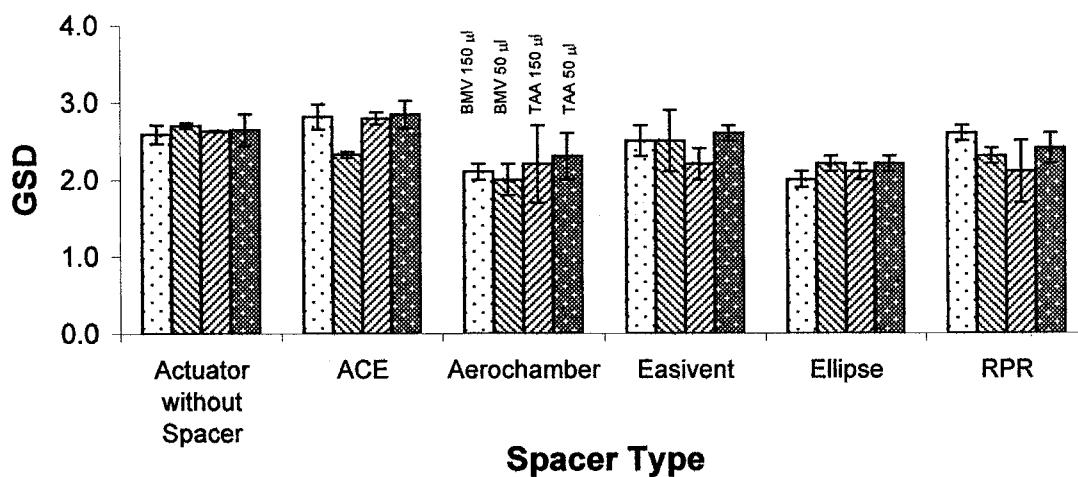 4.0
3.0
2.0
1.0
0.0
GSD
BMV 150 µl
BMV 50 µl
TAA 150 µl
TAA 50 µl
Actuator
without
Spacer
ACE
Aerochamber
Easivent
Ellipse
RPR
Spacer Type